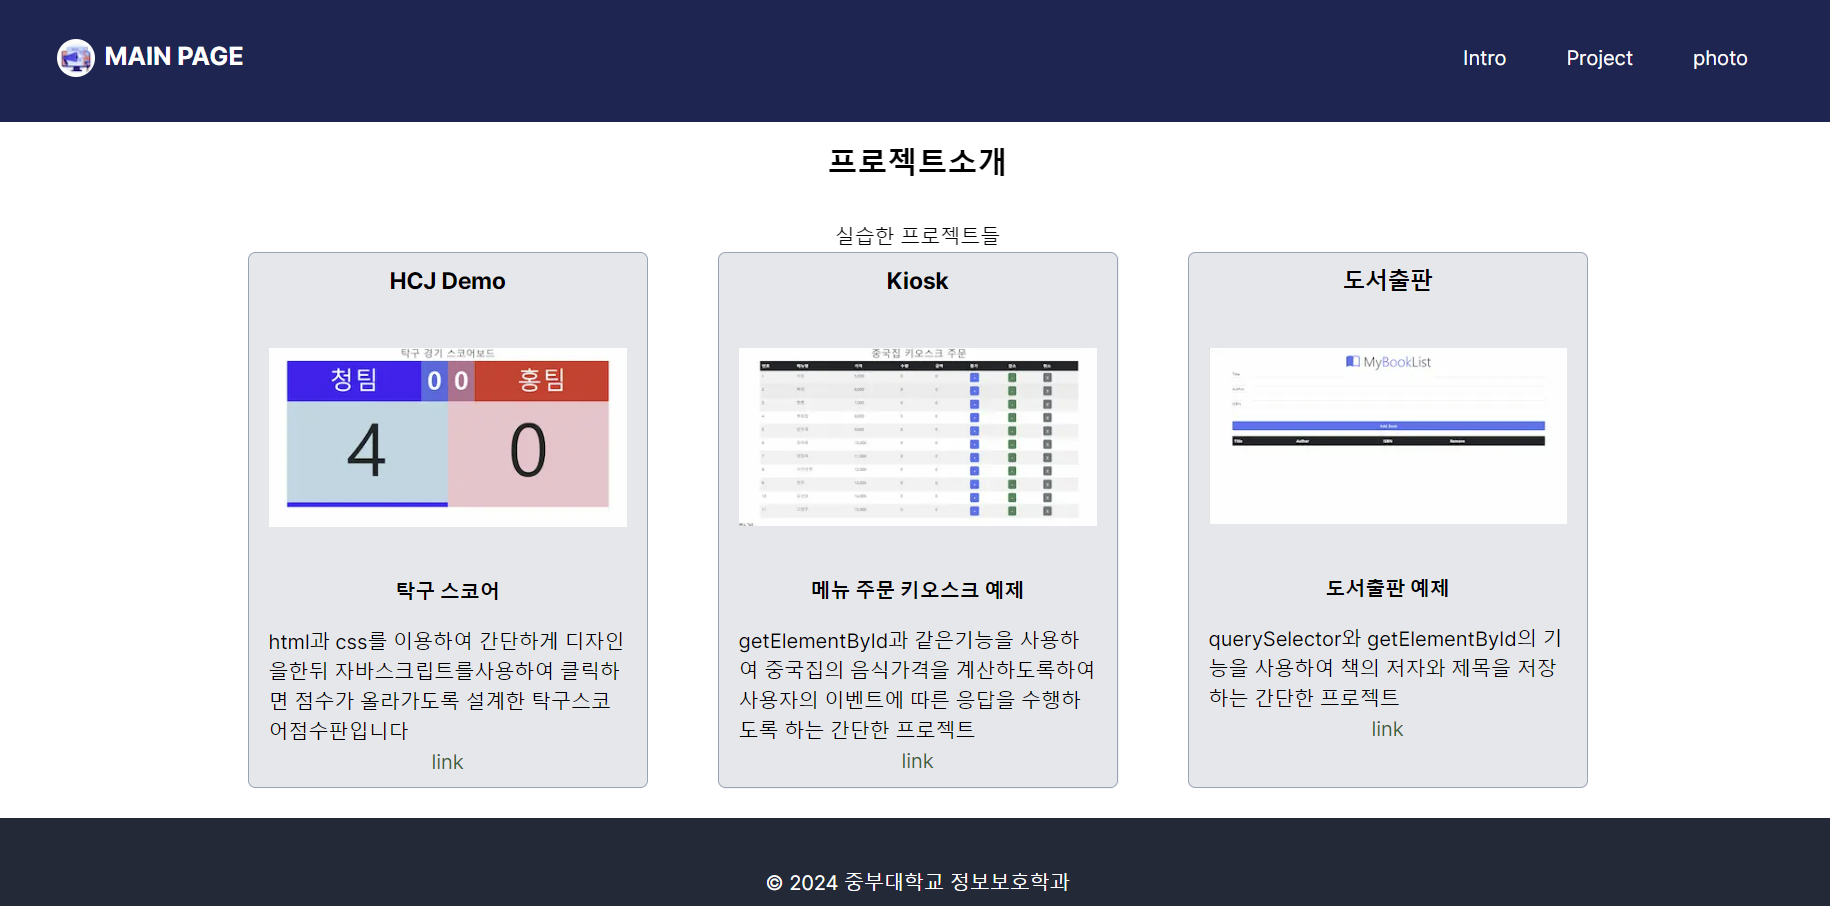 MAIN PAGE
Intro
Project
photo
프로젝트소개
실습한 프로젝트들
HCJ Demo
탁구 경기 스코어보드
청팀 0 0 홍팀
4 0
탁구 스코어
html과 css를 이용하여 간단하게 디자인
을한뒤 자바스크립트를사용하여 클릭하
면 점수가 올라가도록 설계한 탁구스코
어점수판입니다
link
Kiosk
중국집 키오스크 주문
메뉴 주문 키오스크 예제
getElementById과 같은기능을 사용하
여 중국집의 음식가격을 계산하도록하여
사용자의 이벤트에 따른 응답을 수행하
도록 하는 간단한 프로젝트
link
도서출판
MyBookList
Title
Author
ISBN
Add Book
Title Author ISBN Remove
도서출판 예제
querySelector와 getElementById의 기
능을 사용하여 책의 저자와 제목을 저장
하는 간단한 프로젝트
link
© 2024 중부대학교 정보보호학과